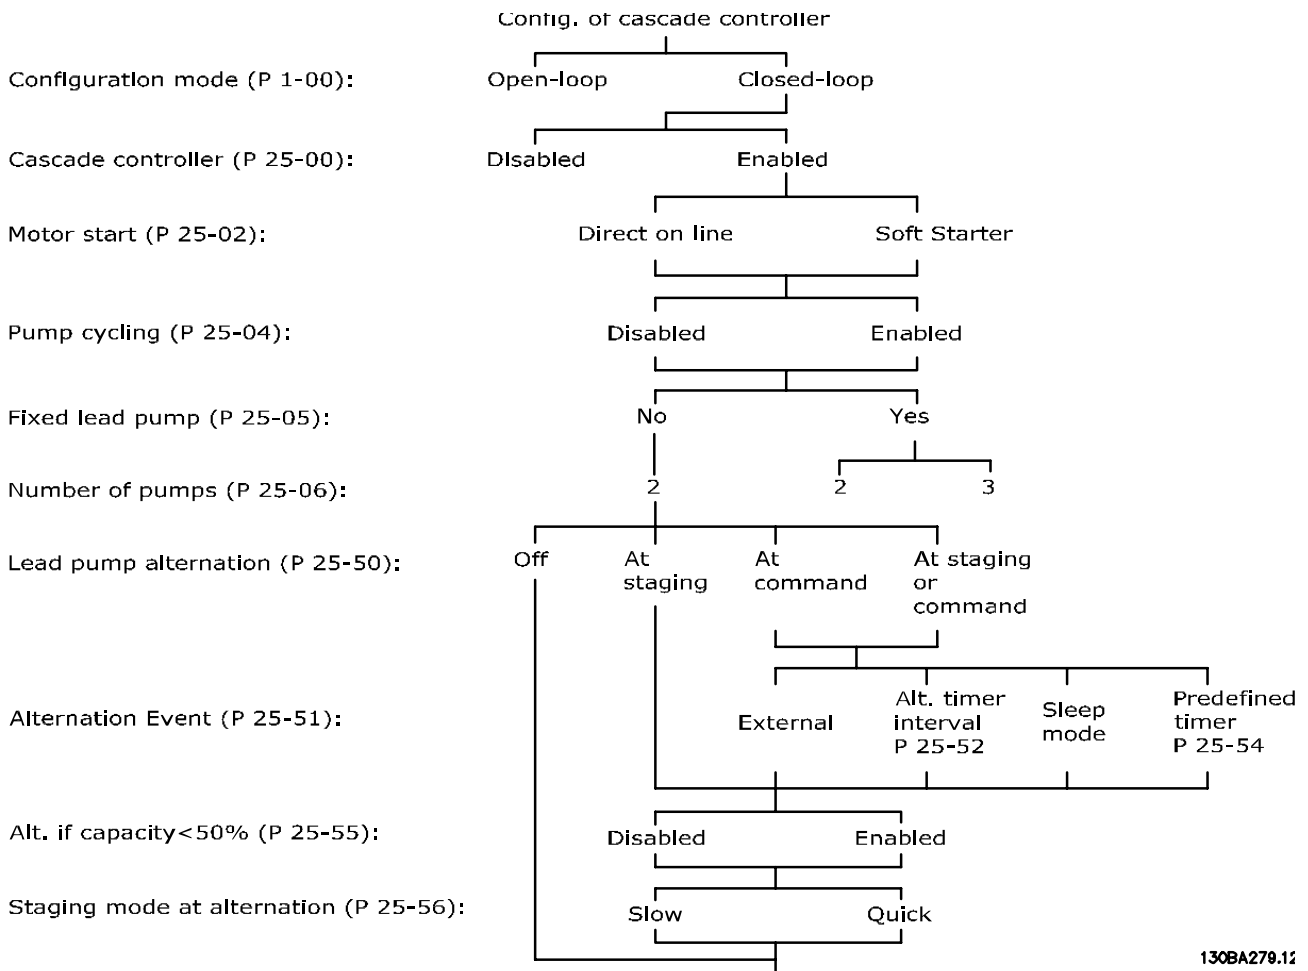 Config. of cascade controller
Configuration mode (P 1-00):
Open-loop
Closed-loop
Cascade controller (P 25-00):
Disabled
Enabled
Motor start (P 25-02):
Direct on line
Soft Starter
Pump cycling (P 25-04):
Disabled
Enabled
Fixed lead pump (P 25-05):
No
Yes
Number of pumps (P 25-06):
2
2
3
Lead pump alternation (P 25-50):
Off
At
staging
At
command
At staging
or
command
Alternation Event (P 25-51):
External
Alt. timer
interval
P 25-52
Sleep
mode
Predefined
timer
P 25-54
Alt. if capacity<50% (P 25-55):
Disabled
Enabled
Staging mode at alternation (P 25-56):
Slow
Quick
130BA279.12